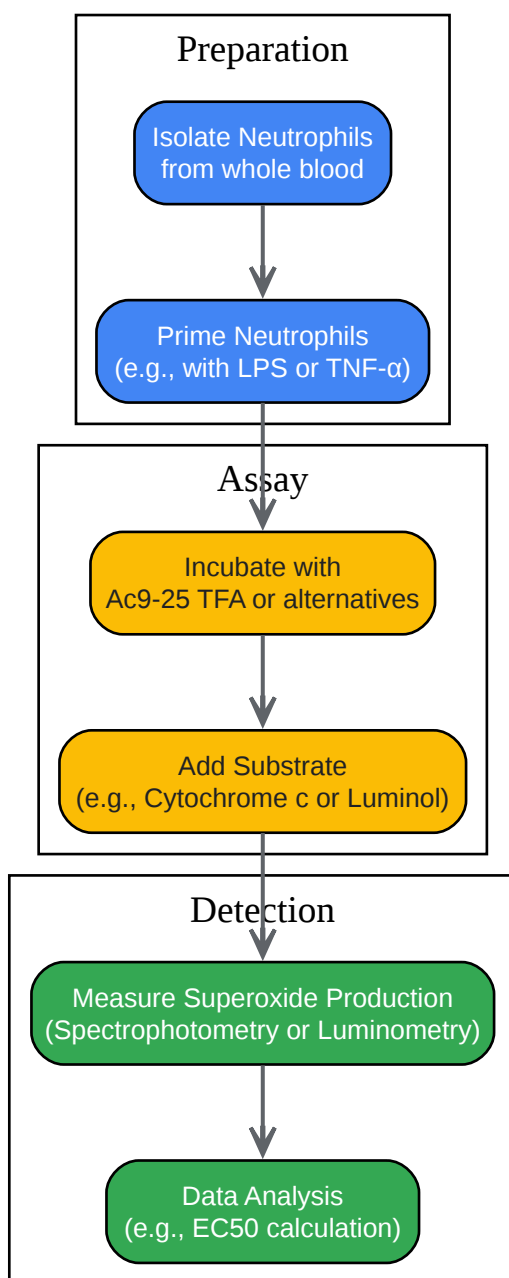 Preparation
Isolate Neutrophils
from whole blood
Prime Neutrophils
(e.g., with LPS or TNF-α)
Assay
Incubate with
Ac9-25 TFA or alternatives
Add Substrate
(e.g., Cytochrome c or Luminol)
Detection
Measure Superoxide Production
(Spectrophotometry or Luminometry)
Data Analysis
(e.g., EC50 calculation)